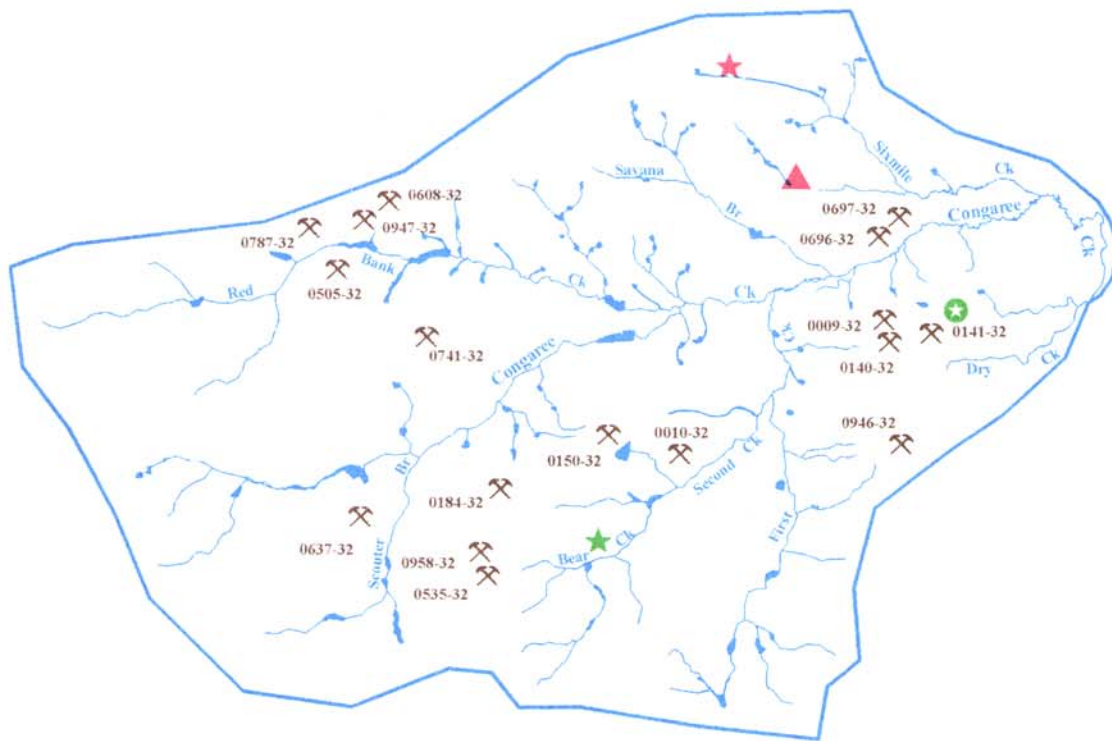 Sixmile
Ck
Savana
Br
0608-32
0947-32
0697-32
Congaree
0787-32
0696-32
Ck
Bank
Red
0505-32
Ck
Ck
0009-32
0141-32
0741-32
Ck
0140-32
Congaree
Dry
Ck
0946-32
0150-32
0010-32
Ck
Second
Br
0184-32
First
0637-32
Ck
Bear
0958-32
Scouter
0535-32